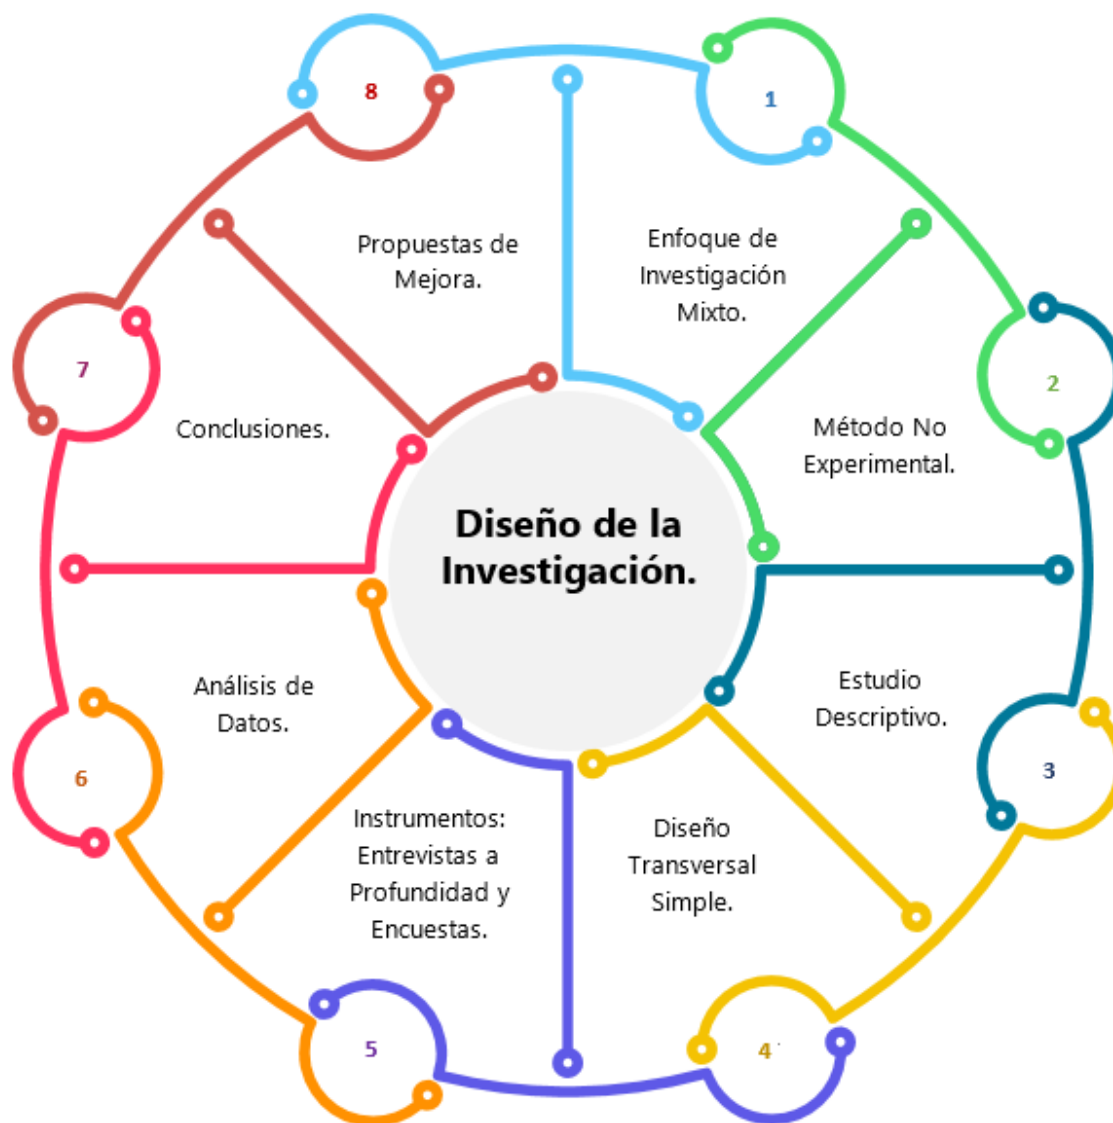 Diseño de la
Investigación.
1
Enfoque de
Investigación
Mixto.
2
Método No
Experimental.
3
Estudio
Descriptivo.
4
Diseño
Transversal
Simple.
5
Instrumentos:
Entrevistas a
Profundidad y
Encuestas.
6
Análisis de
Datos.
7
Conclusiones.
8
Propuestas de
Mejora.